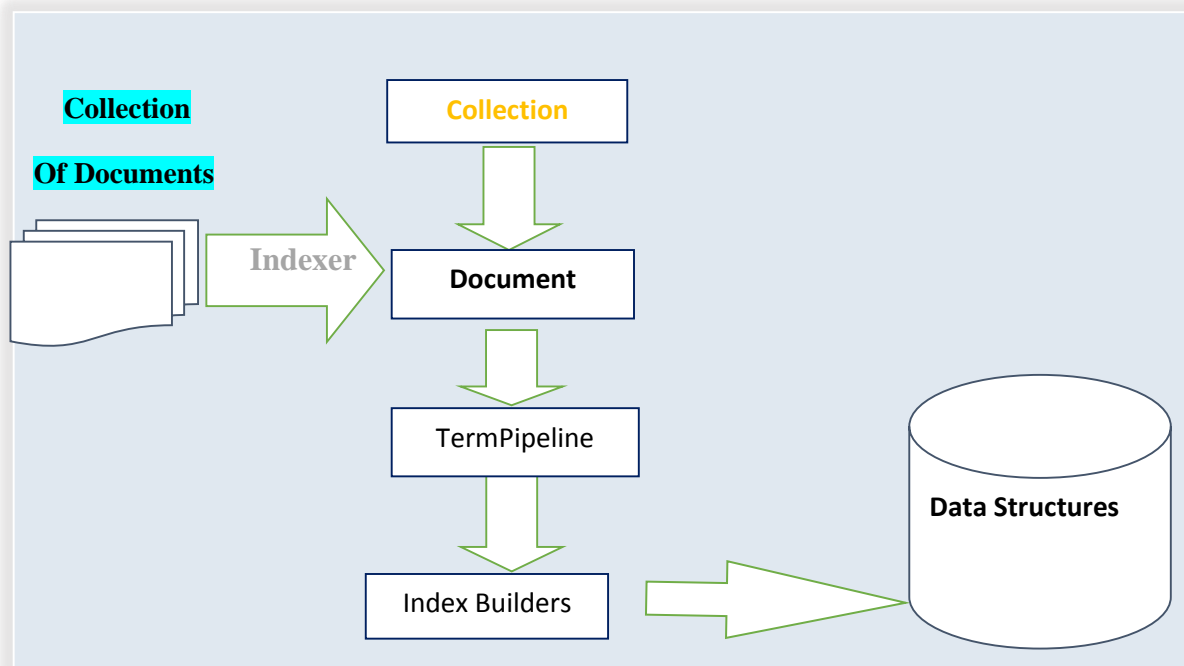 Collection
Of Documents
Collection
Indexer
Document
TermPipeline
Data Structures
Index Builders